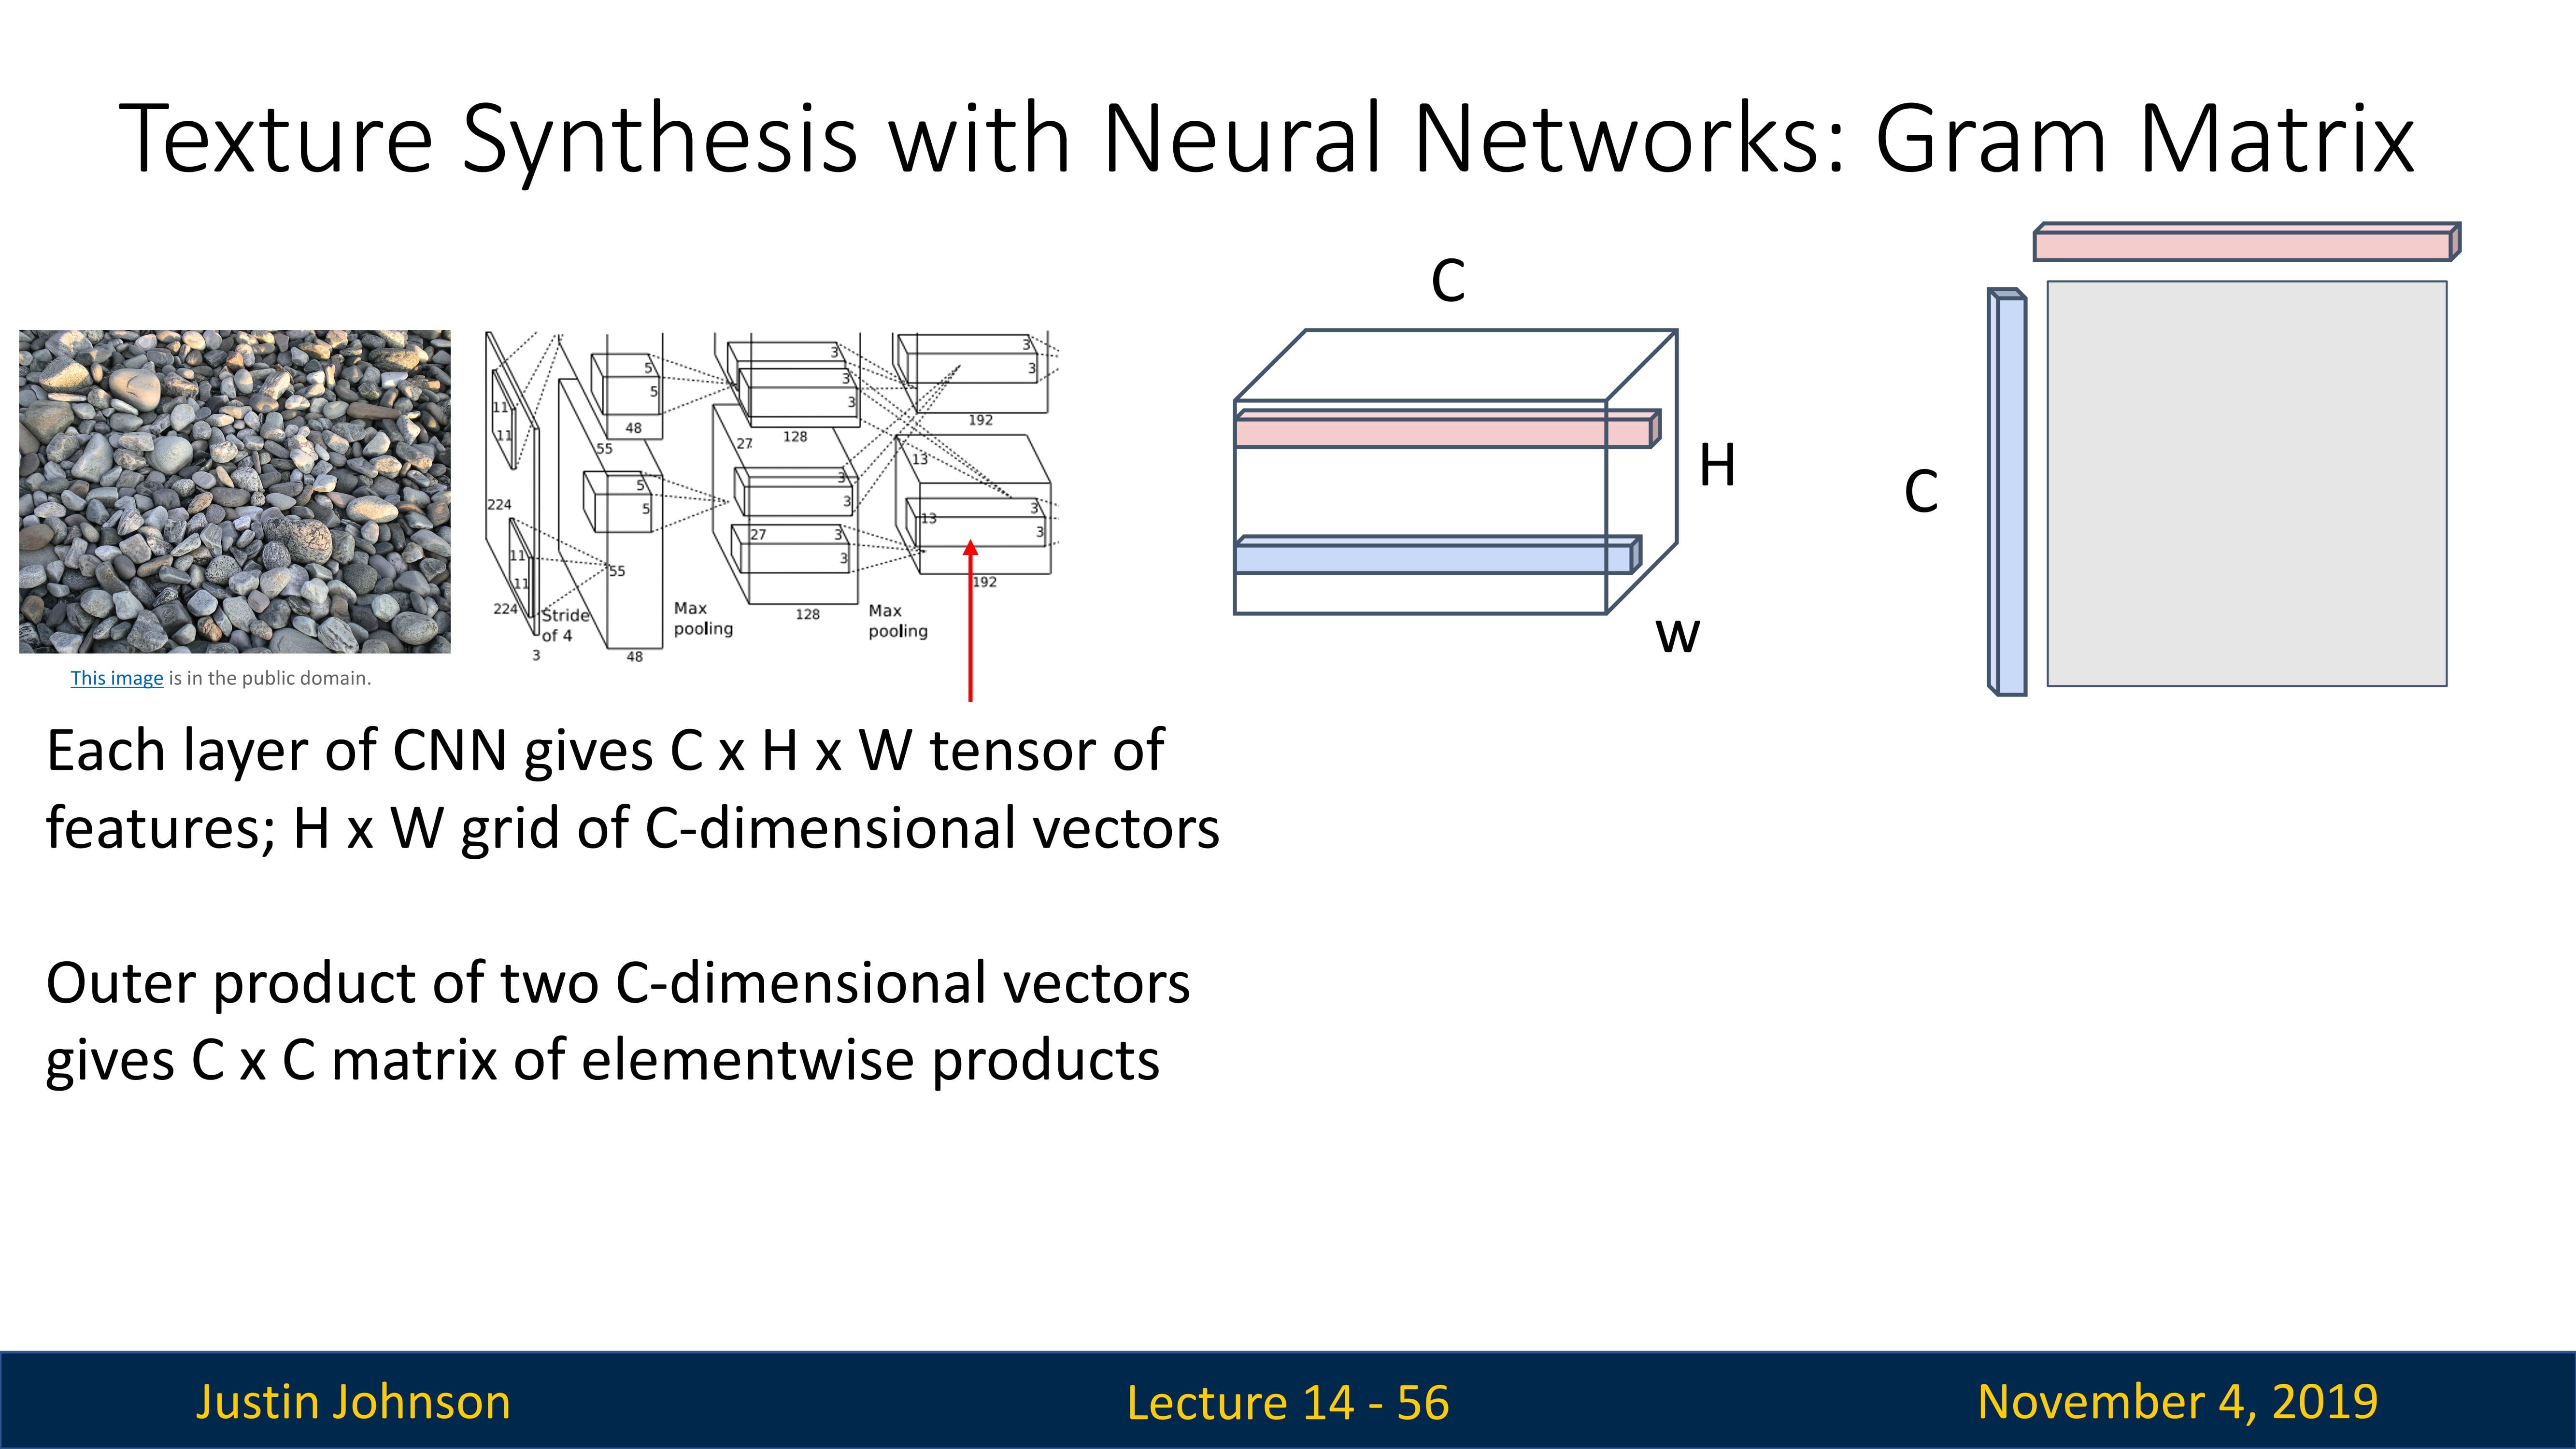 Texture Synthesis with Neural Networks: Gram Matrix
C
H
W
C
11
11
224
11
11
224
3
Stride
of 4
5
5
48
55
5
5
55
48
Max
pooling
3
3
3
128
27
3
3
27
3
3
128
Max
pooling
3
3
192
13
13
3
3
192
This image is in the public domain.
Each layer of CNN gives C x H x W tensor of
features; H x W grid of C-dimensional vectors
Outer product of two C-dimensional vectors
gives C x C matrix of elementwise products
Justin Johnson
Lecture 14 - 56
November 4, 2019